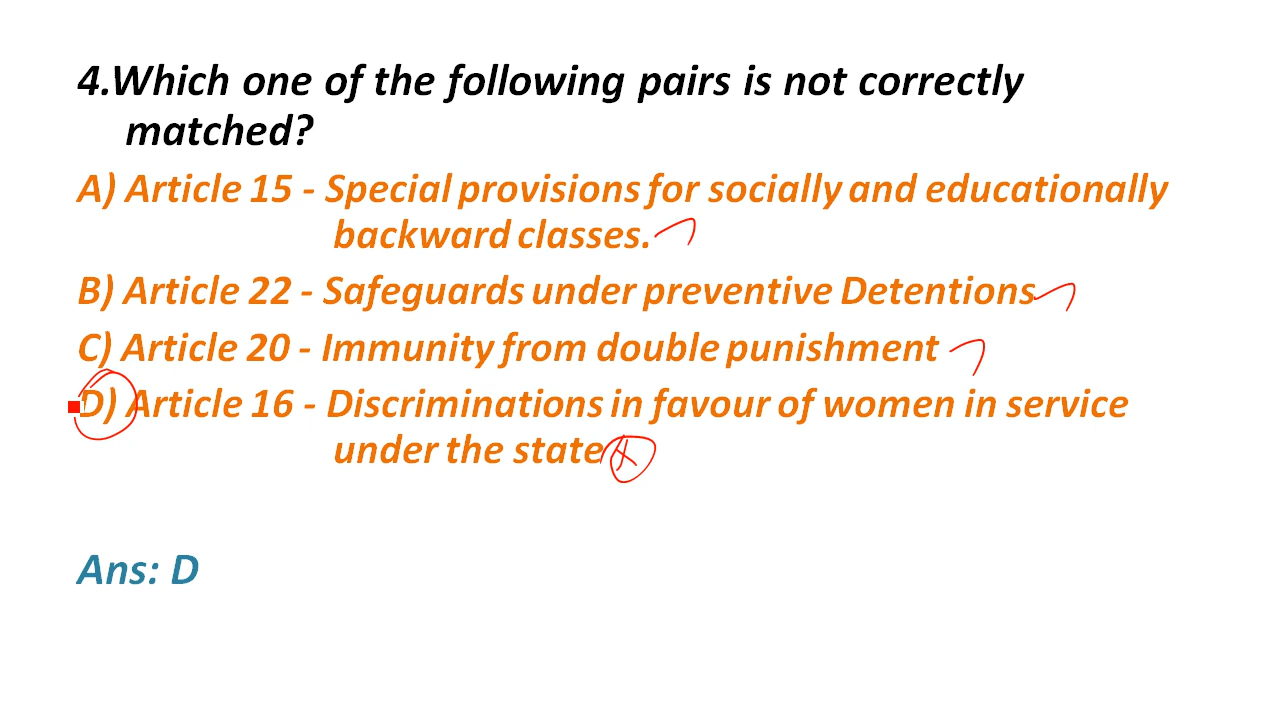 4.Which one of the following pairs is not correctly
matched?
A) Article 15 - Special provisions for socially and educationally
backward classes.
B) Article 22 - Safeguards under preventive Detentions
C) Article 20 - Immunity from double punishment
D) Article 16 - Discriminations in favour of women in service
under the state
Ans: D